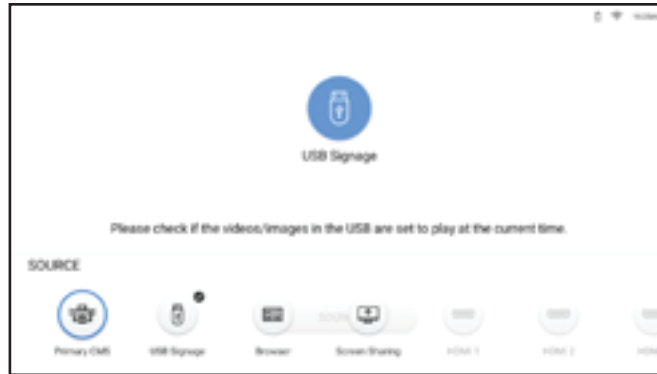 USB Signage
Please check if the videos/images in the USB are set to play at the current time.
SOURCE
Primary CMS
USB Signage
Browser
Screen Sharing
HDMI 1
HDMI 2